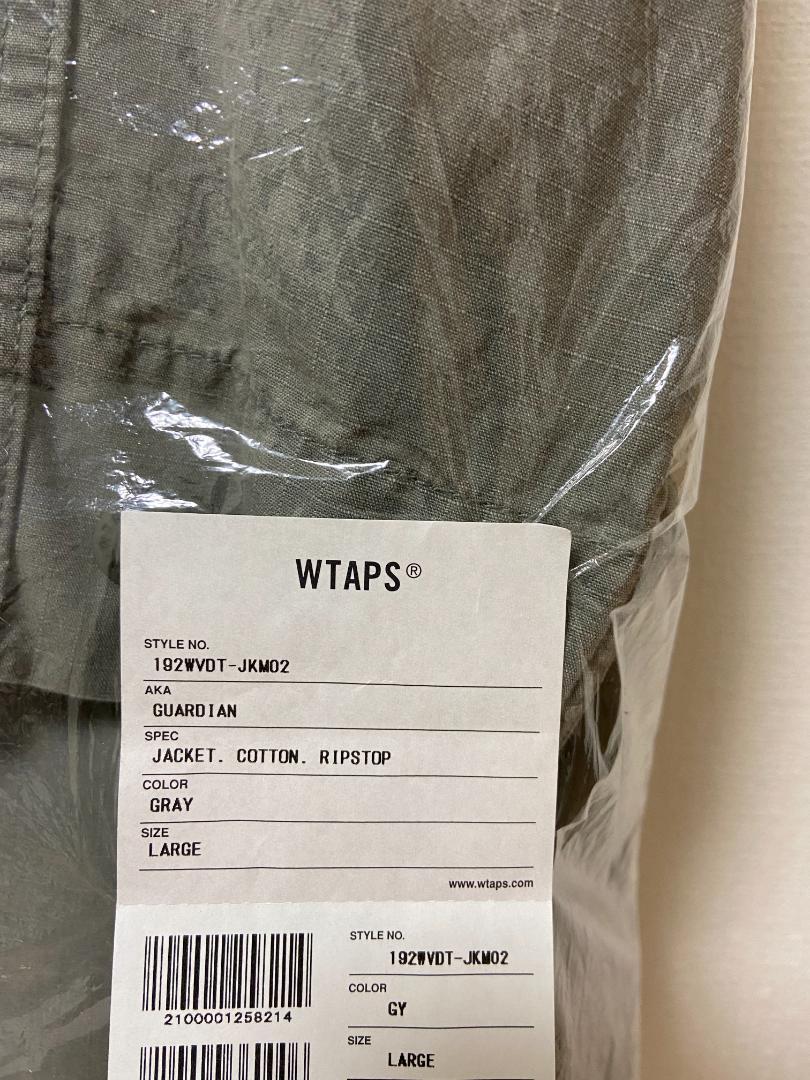 WTAPS®
STYLE NO.
192WVDT-JKM02
AKA
GUARDIAN
SPEC
JACKET. COTTON. RIPSTOP
COLOR
GRAY
SIZE
LARGE
www.wtaps.com
STYLE NO.
192WVDT-JKM02
COLOR
GY
SIZE
LARGE
2100001258214